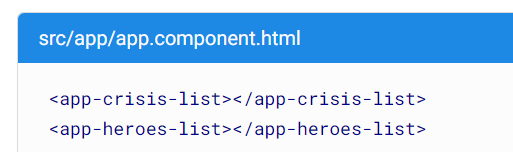 src/app/app.component.html
<app-crisis-list></app-crisis-list>
<app-heroes-list></app-heroes-list>